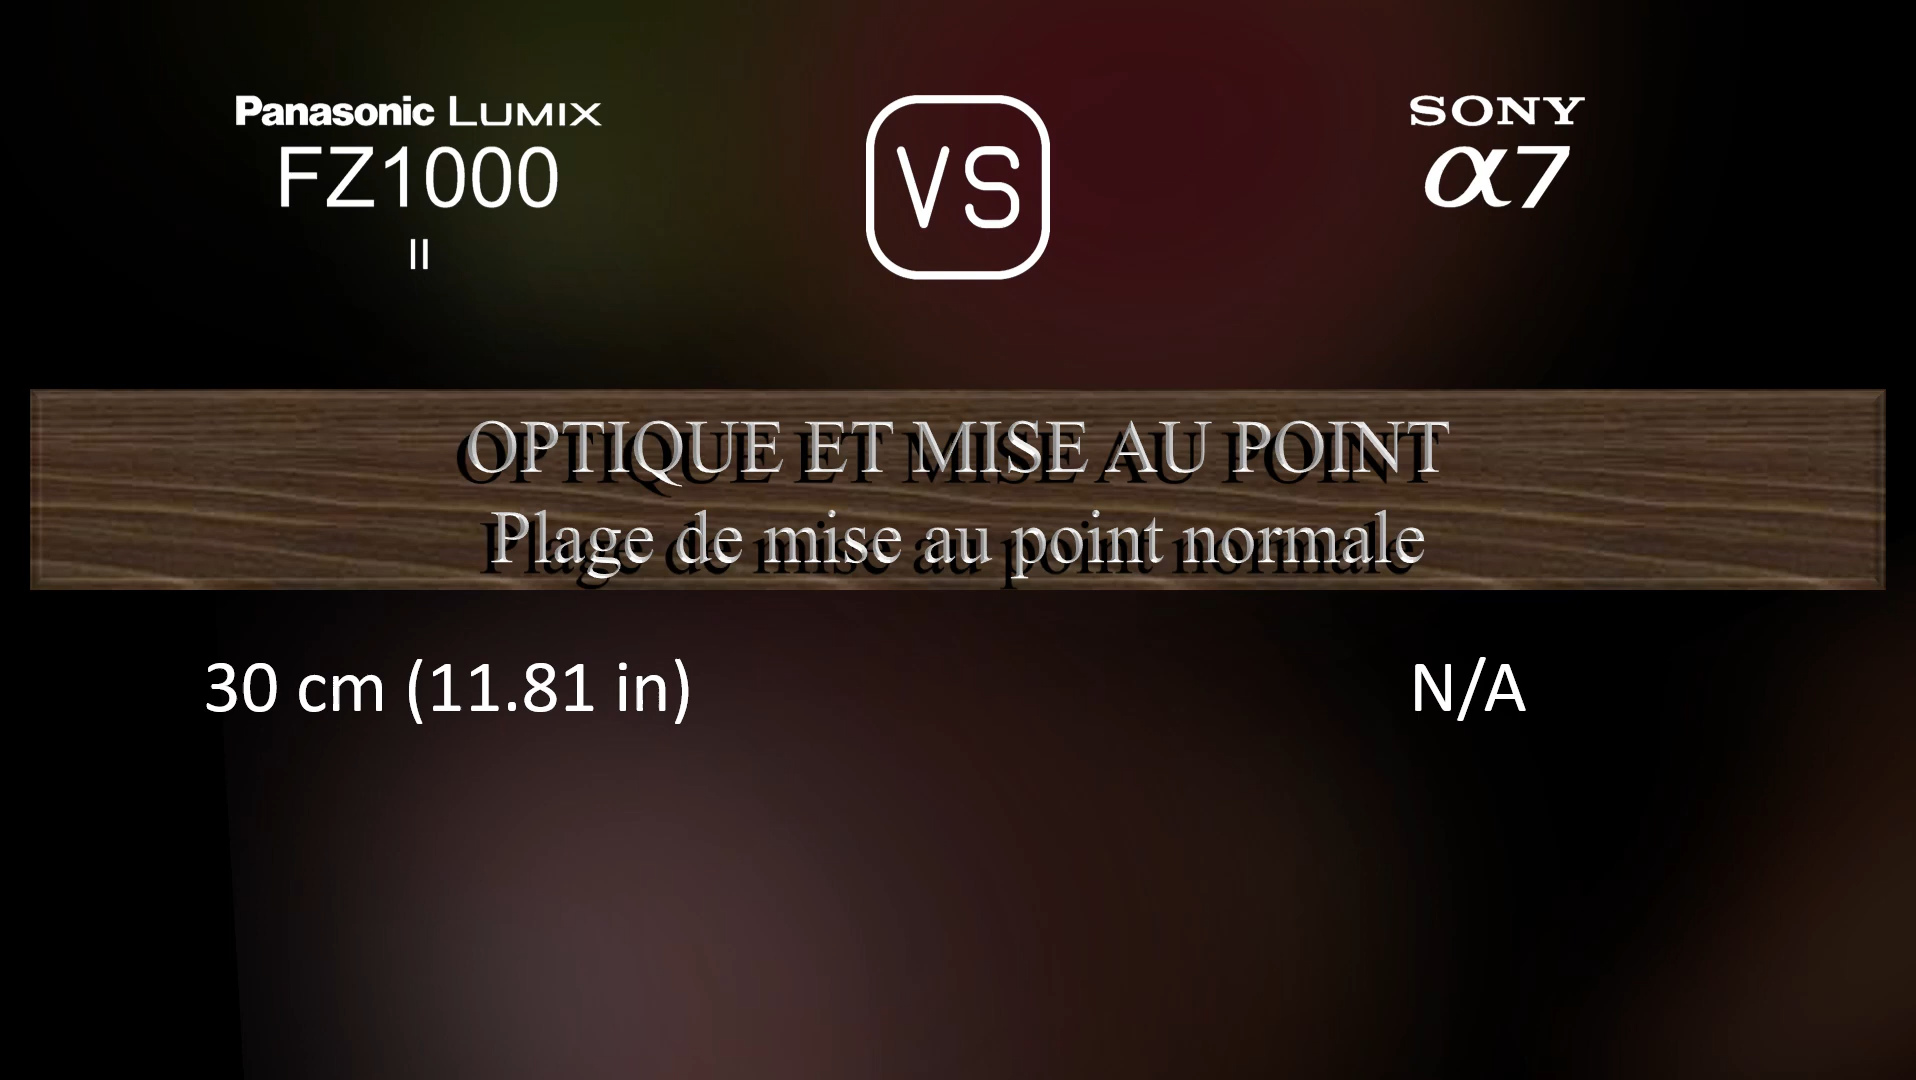 Panasonic LUMIX
FZ1000
II
VS
SONY
α7
OPTIQUE ET MISE AU POINT
Plage de mise au point normale
30 cm (11.81 in)
N/A